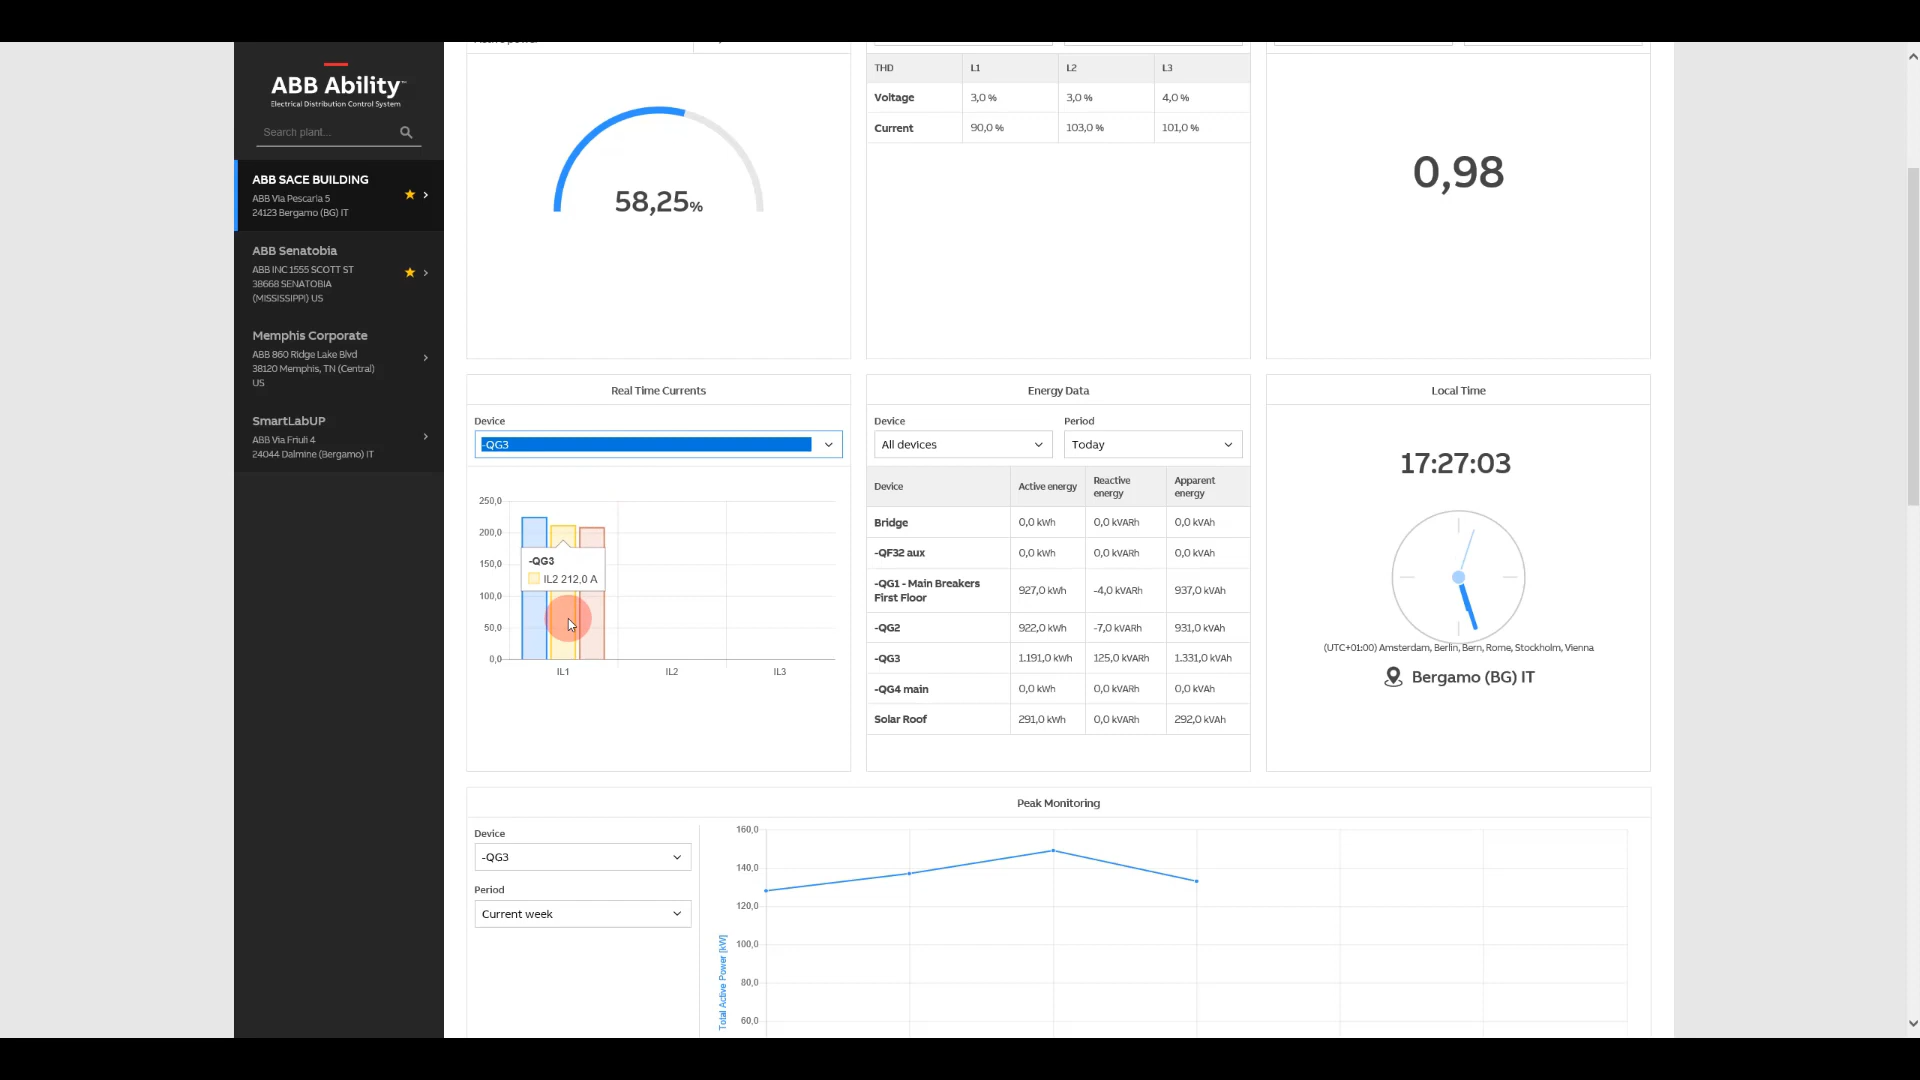 ABB Ability™
Electrical Distribution Control System
Search plant...
ABB SACE BUILDING
ABB Via Pescaria 5
24123 Bergamo (BG) IT
ABB Senatobia
ABB INC 1555 SCOTT ST
38668 SENATOBIA
(MISSISSIPPI) US
Memphis Corporate
ABB 860 Ridge Lake Blvd
38120 Memphis, TN (Central)
US
SmartLabUP
ABB Via Friuli 4
24044 Dalmine (Bergamo) IT
58,25%
THD L1 L2 L3
Voltage 3,0 % 3,0 % 4,0 %
Current 90,0 % 103,0 % 101,0 %
0,98
Real Time Currents
Device
-QG3
250,0
200,0
150,0
100,0
50,0
0,0
-QG3
IL2 212,0 A
IL1 IL2 IL3
Energy Data
Device Period
All devices Today
Device Active energy Reactive energy Apparent energy
Bridge 0,0 kWh 0,0 kVARh 0,0 kVAh
-QF32 aux 0,0 kWh 0,0 kVARh 0,0 kVAh
-QG1 - Main Breakers
First Floor 927,0 kWh -4,0 kVARh 937,0 kVAh
-QG2 922,0 kWh -7,0 kVARh 931,0 kVAh
-QG3 1.191,0 kWh 125,0 kVARh 1.331,0 kVAh
-QG4 main 0,0 kWh 0,0 kVARh 0,0 kVAh
Solar Roof 291,0 kWh 0,0 kVARh 292,0 kVAh
Local Time
17:27:03
(UTC+01:00) Amsterdam, Berlin, Bern, Rome, Stockholm, Vienna
Bergamo (BG) IT
Peak Monitoring
Device
-QG3
Period
Current week
160,0
140,0
120,0
100,0
80,0
60,0
Total Active Power [kW]